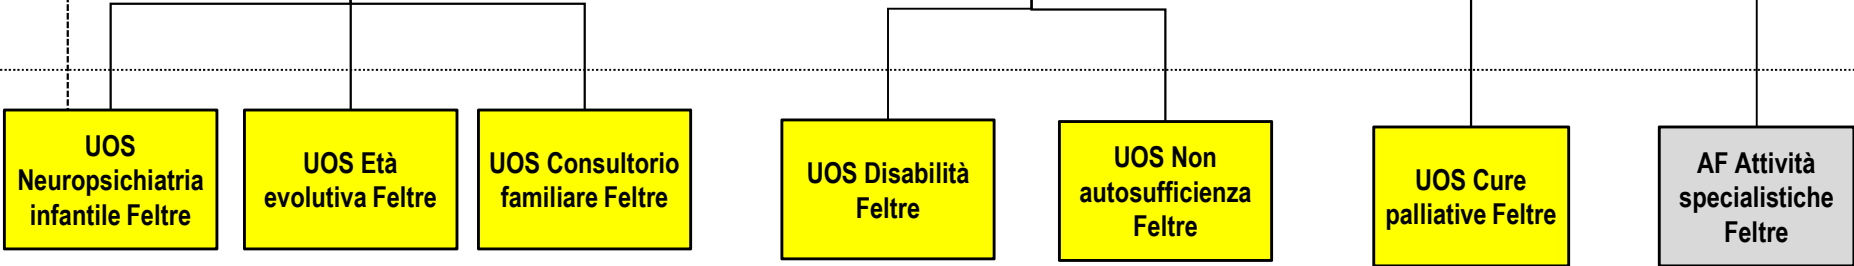 UOS
Neuropsichiatria
infantile Feltre
UOS Età
evolutiva Feltre
UOS Consultorio
familiare Feltre
UOS Disabilità
Feltre
UOS Non
autosufficienza
Feltre
UOS Cure
palliative Feltre
AF Attività
specialistiche
Feltre